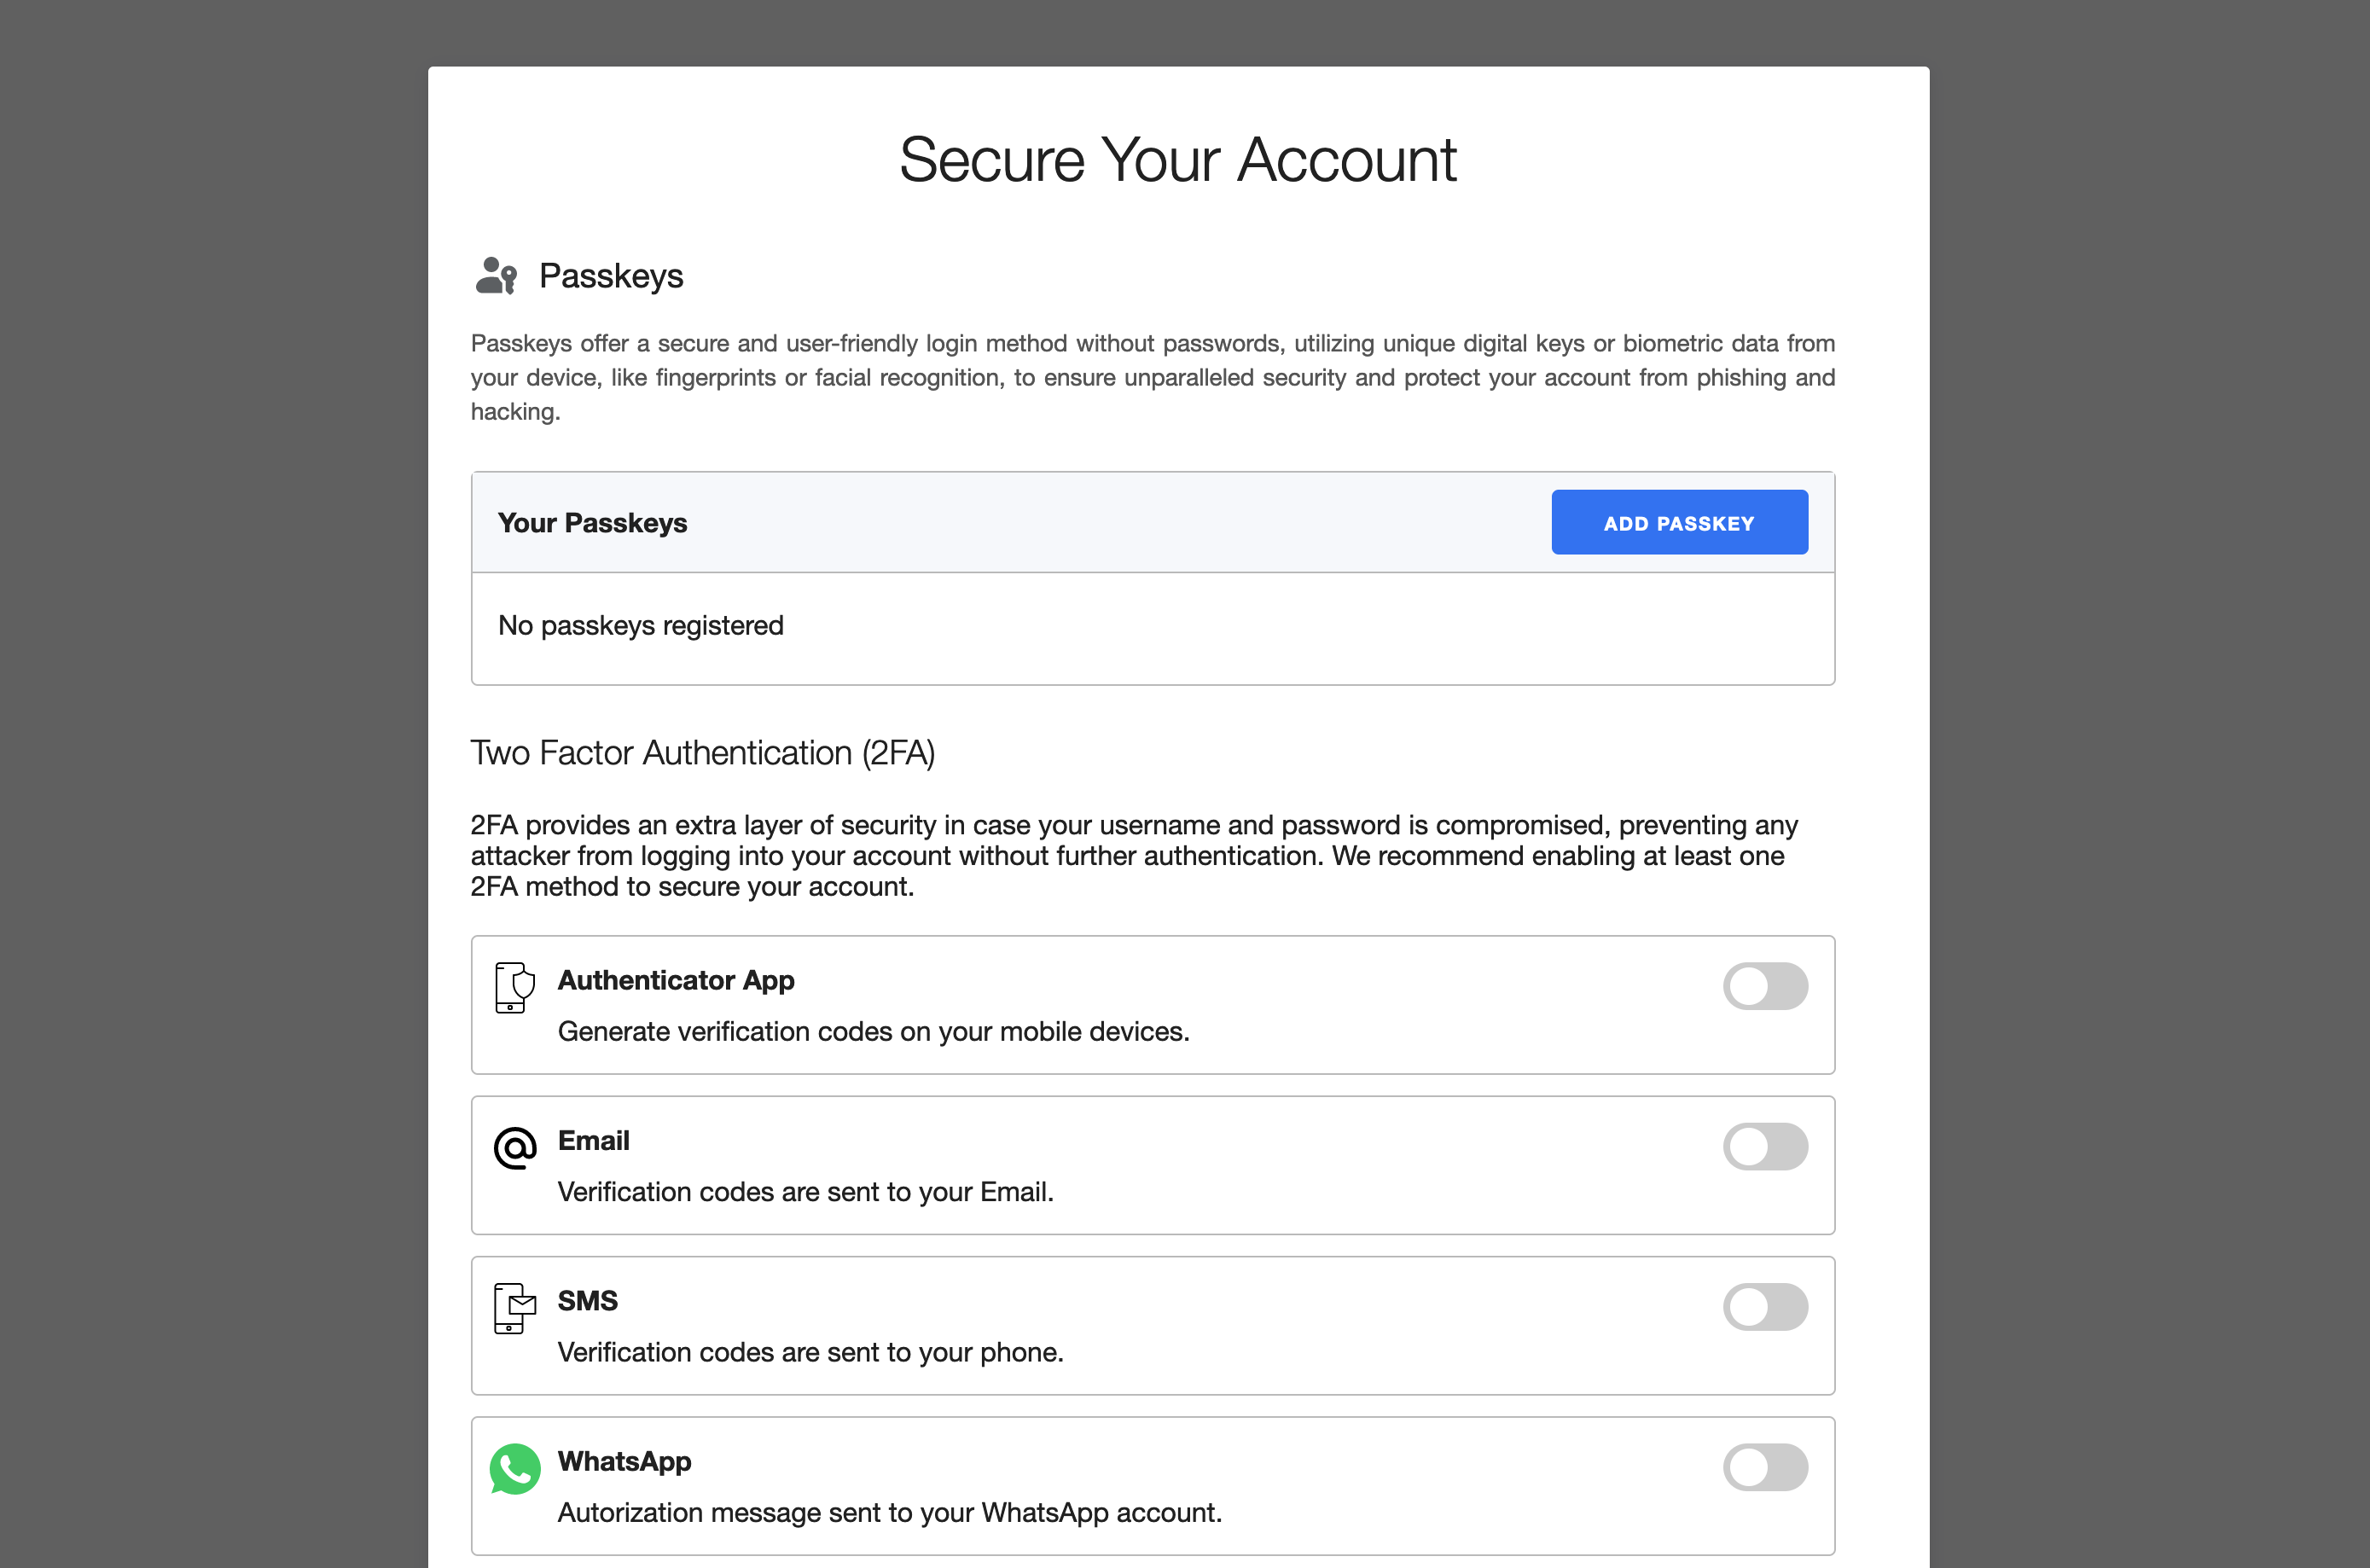 Secure Your Account
Passkeys
Passkeys offer a secure and user-friendly login method without passwords, utilizing unique digital keys or biometric data from
your device, like fingerprints or facial recognition, to ensure unparalleled security and protect your account from phishing and
hacking.
Your Passkeys
ADD PASSKEY
No passkeys registered
Two Factor Authentication (2FA)
2FA provides an extra layer of security in case your username and password is compromised, preventing any
attacker from logging into your account without further authentication. We recommend enabling at least one
2FA method to secure your account.
Authenticator App
Generate verification codes on your mobile devices.
Email
Verification codes are sent to your Email.
SMS
Verification codes are sent to your phone.
WhatsApp
Autorization message sent to your WhatsApp account.